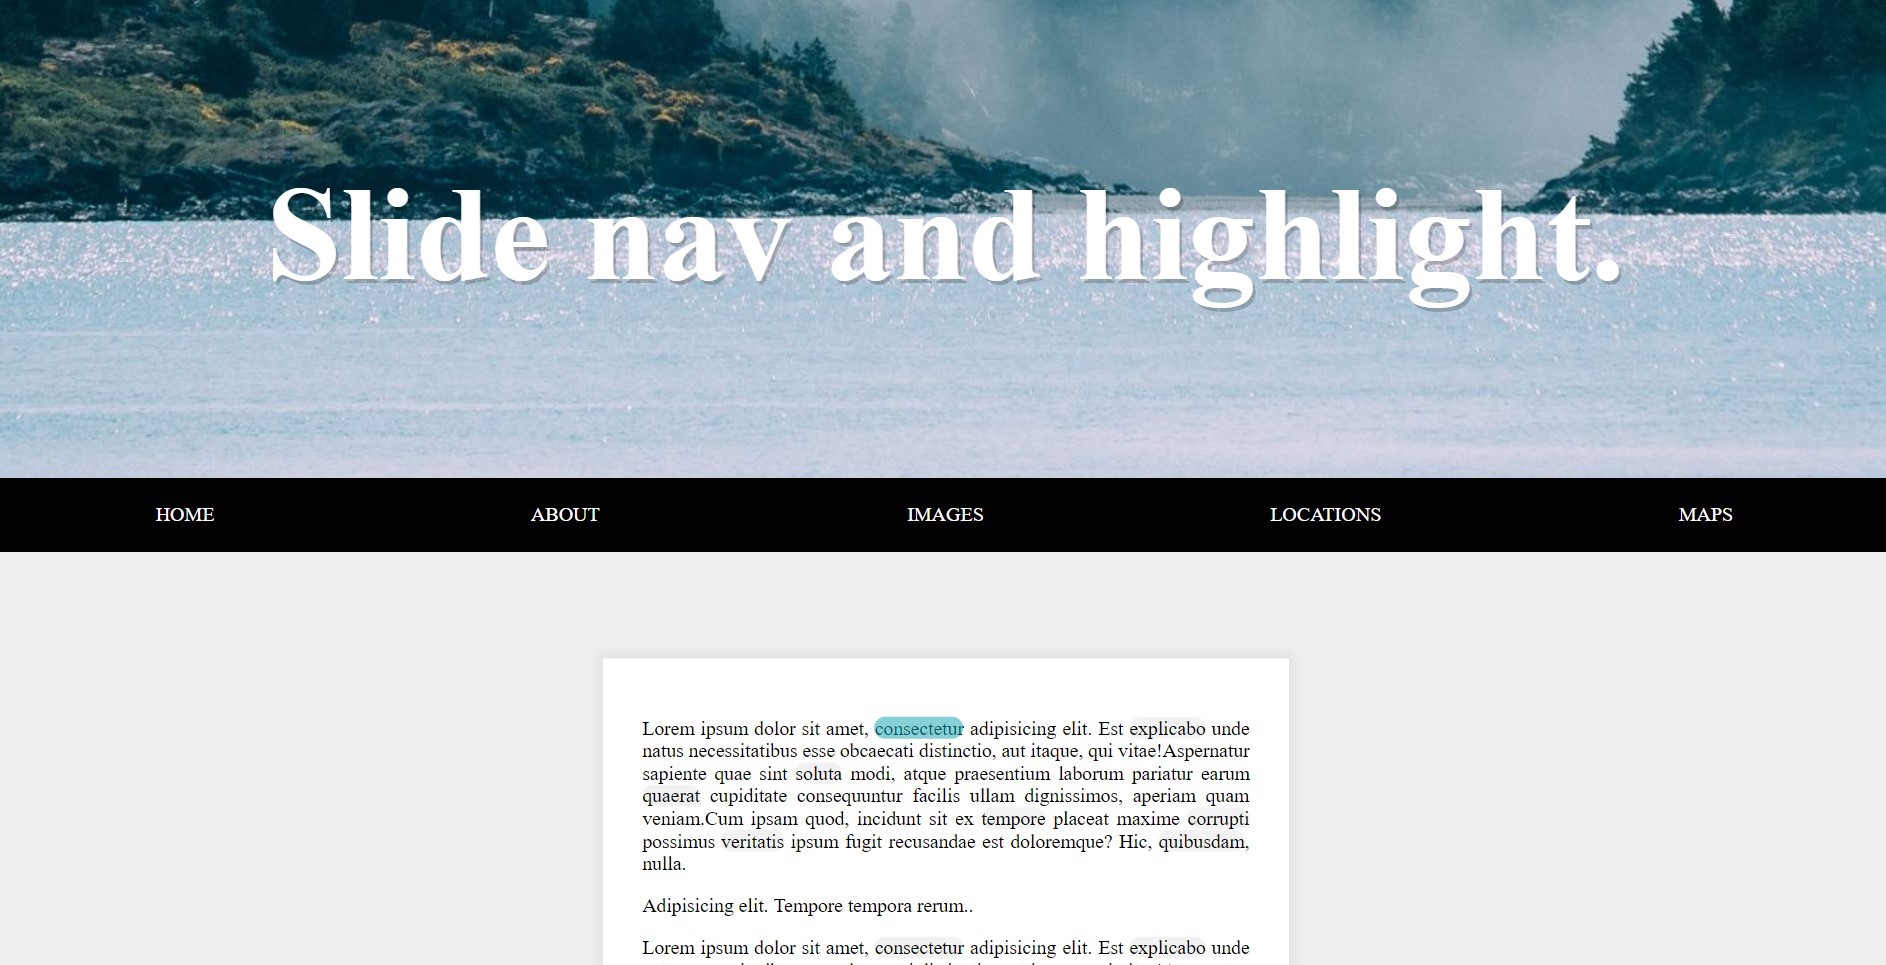 Slide nav and highlight.
HOME ABOUT IMAGES LOCATIONS MAPS
Lorem ipsum dolor sit amet, consectetur adipisicing elit. Est explicabo unde
natus necessitatibus esse obcaecati distinctio, aut itaque, qui vitae!Aspernatur
sapiente quae sint soluta modi, atque praesentium laborum pariatur earum
quaerat cupiditate consequuntur facilis ullam dignissimos, aperiam quam
veniam.Cum ipsam quod, incidunt sit ex tempore placeat maxime corrupti
possimus veritatis ipsum fugit recusandae est doloremque? Hic, quibusdam,
nulla.
Adipisicing elit. Tempore tempora rerum..
Lorem ipsum dolor sit amet, consectetur adipisicing elit. Est explicabo unde